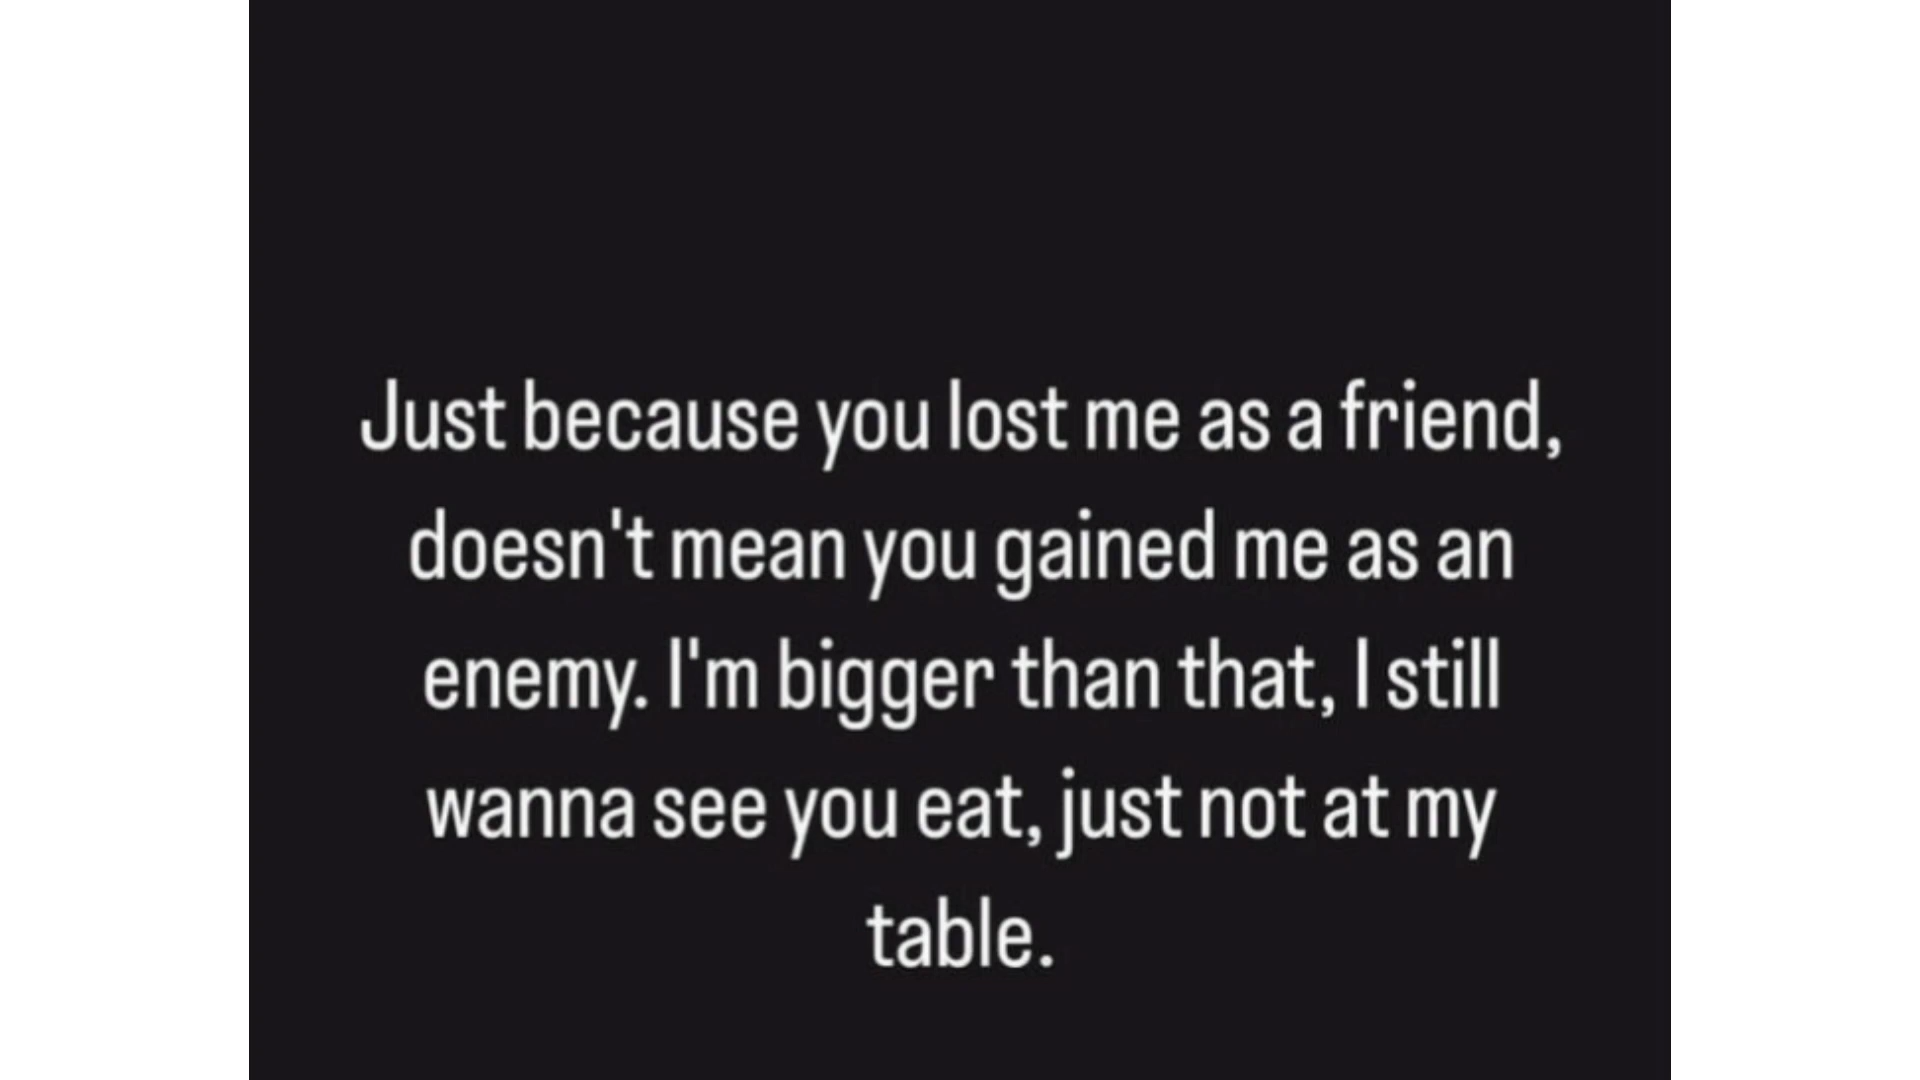 Just because you lost me as a friend,
doesn't mean you gained me as an
enemy. I'm bigger than that, I still
wanna see you eat, just not at my
table.